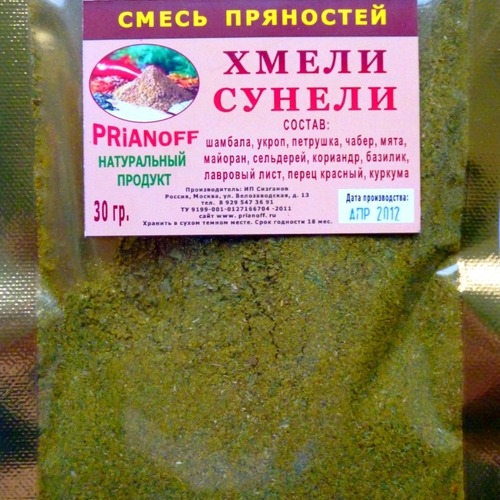 СМЕСЬ ПРЯНОСТЕЙ
ХМЕЛИ
СУНЕЛИ
PRiANOFF
НАТУРАЛЬНЫЙ
ПРОДУКТ
30 гр.
СОСТАВ:
шамбала, укроп, петрушка, чабер, мята,
майоран, сельдерей, кориандр, базилик,
лавровый лист, перец красный, куркума
Производитель: ИП Сизганов
Россия, Москва, ул. Вологодская, д. 13
тел. 8 929 547 36 91
ТУ 9199-001-0127166704 -2011
сайт www. prianoff. ru
Хранить в сухом темном месте. Срок годности 18 мес.
Дата производства:
АПР 2012